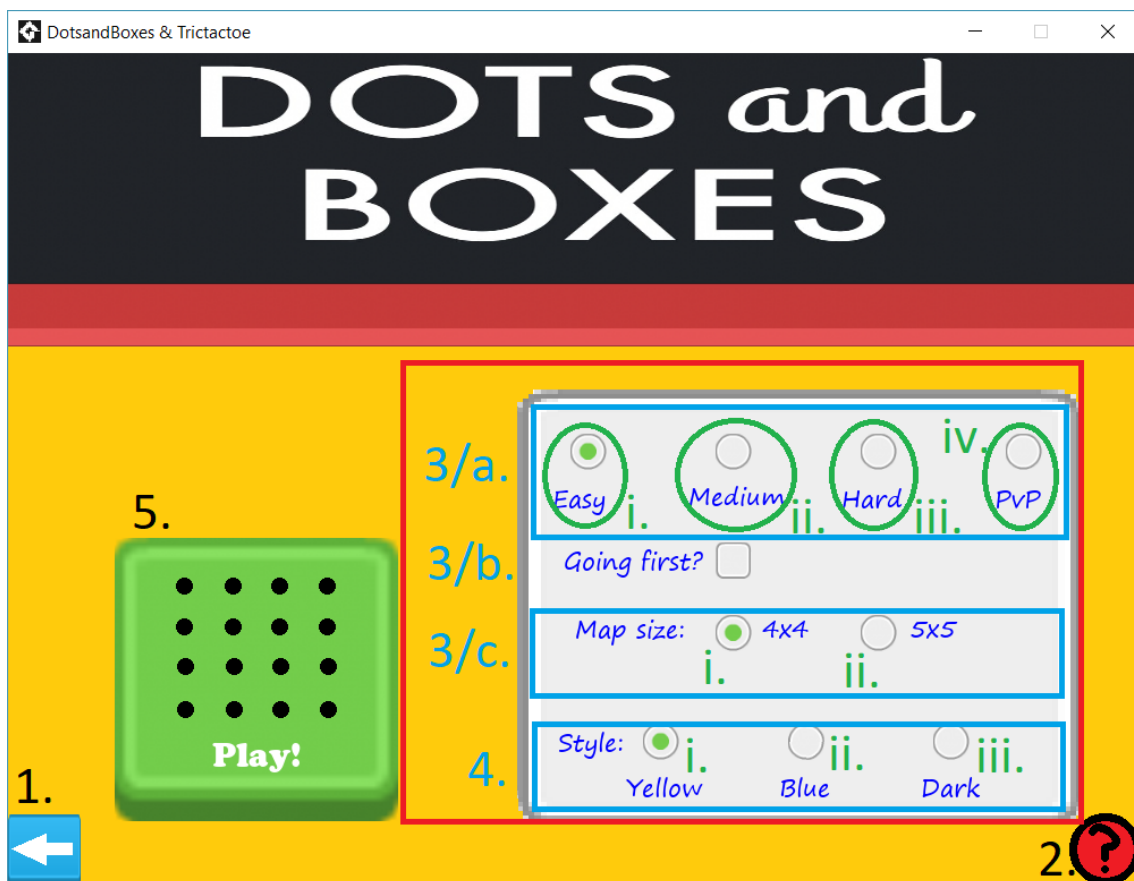 DotsandBoxes & Trictactoe
DOTS and
BOXES
3/a.
iv.
Easy i. Medium ii. Hard iii. PvP
5.
3/b. Going first?
3/c. Map size: 4x4 5x5
i. ii.
4. Style: i. ii. iii.
Yellow Blue Dark
Play!
1.
2. ?